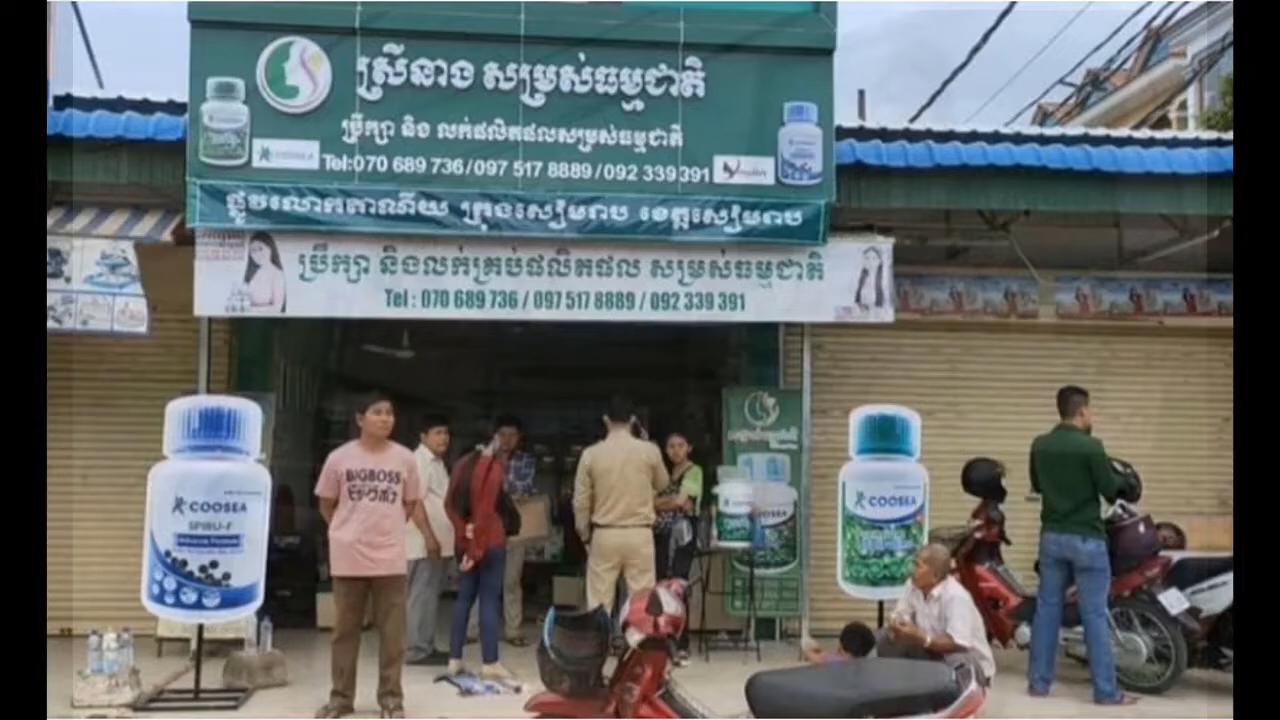 ស្រីនាង សម្រស់ធម្មជាតិ
ប្រឹក្សា និង លក់ផលិតផលសម្រស់ធម្មជាតិ
COOSEA
Tel:070 689 736/097 517 8889/092 339 391
ផ្លូវលោកតាណើយ ក្រុងសៀមរាប ខេត្តសៀមរាប
ប្រឹក្សា និងលក់គ្រប់ផលិតផល សម្រស់ធម្មជាតិ
Tel : 070 689 736 / 097 517 8889 / 092 339 391
COOSEA
SPIRU-F
BIGBOSS
COOSEA